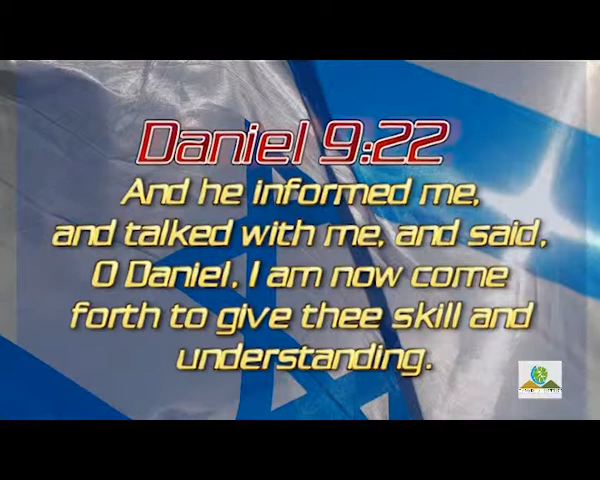 Daniel 9:22
And he informed me,
and talked with me, and said,
O Daniel, I am now come
forth to give thee skill and
understanding.